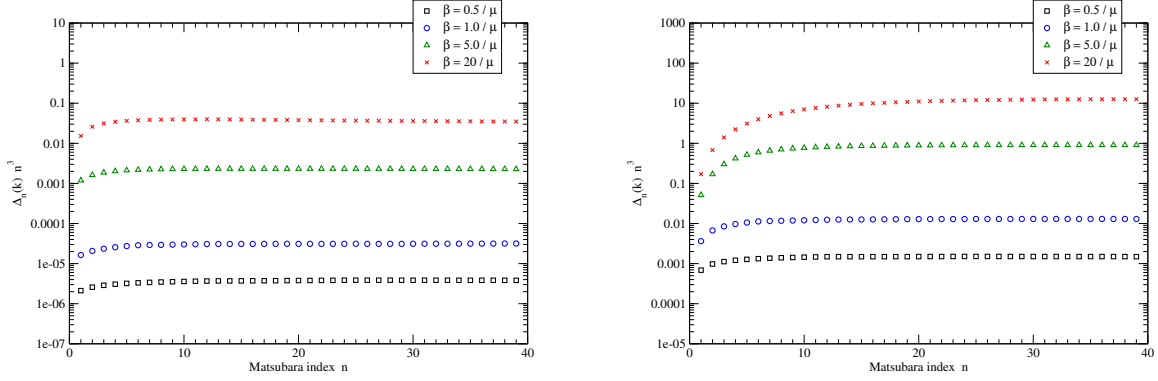 β = 0.5 / μ
β = 1.0 / μ
β = 5.0 / μ
β = 20 / μ
10
1
0.1
0.01
0.001
0.0001
1e-05
1e-06
1e-07
0 10 20 30 40
Matsubara index n
Δn(k) n³
β = 0.5 / μ
β = 1.0 / μ
β = 5.0 / μ
β = 20 / μ
1000
100
10
1
0.1
0.01
0.001
0.0001
1e-05
0 10 20 30 40
Matsubara index n
Δn(k) n³